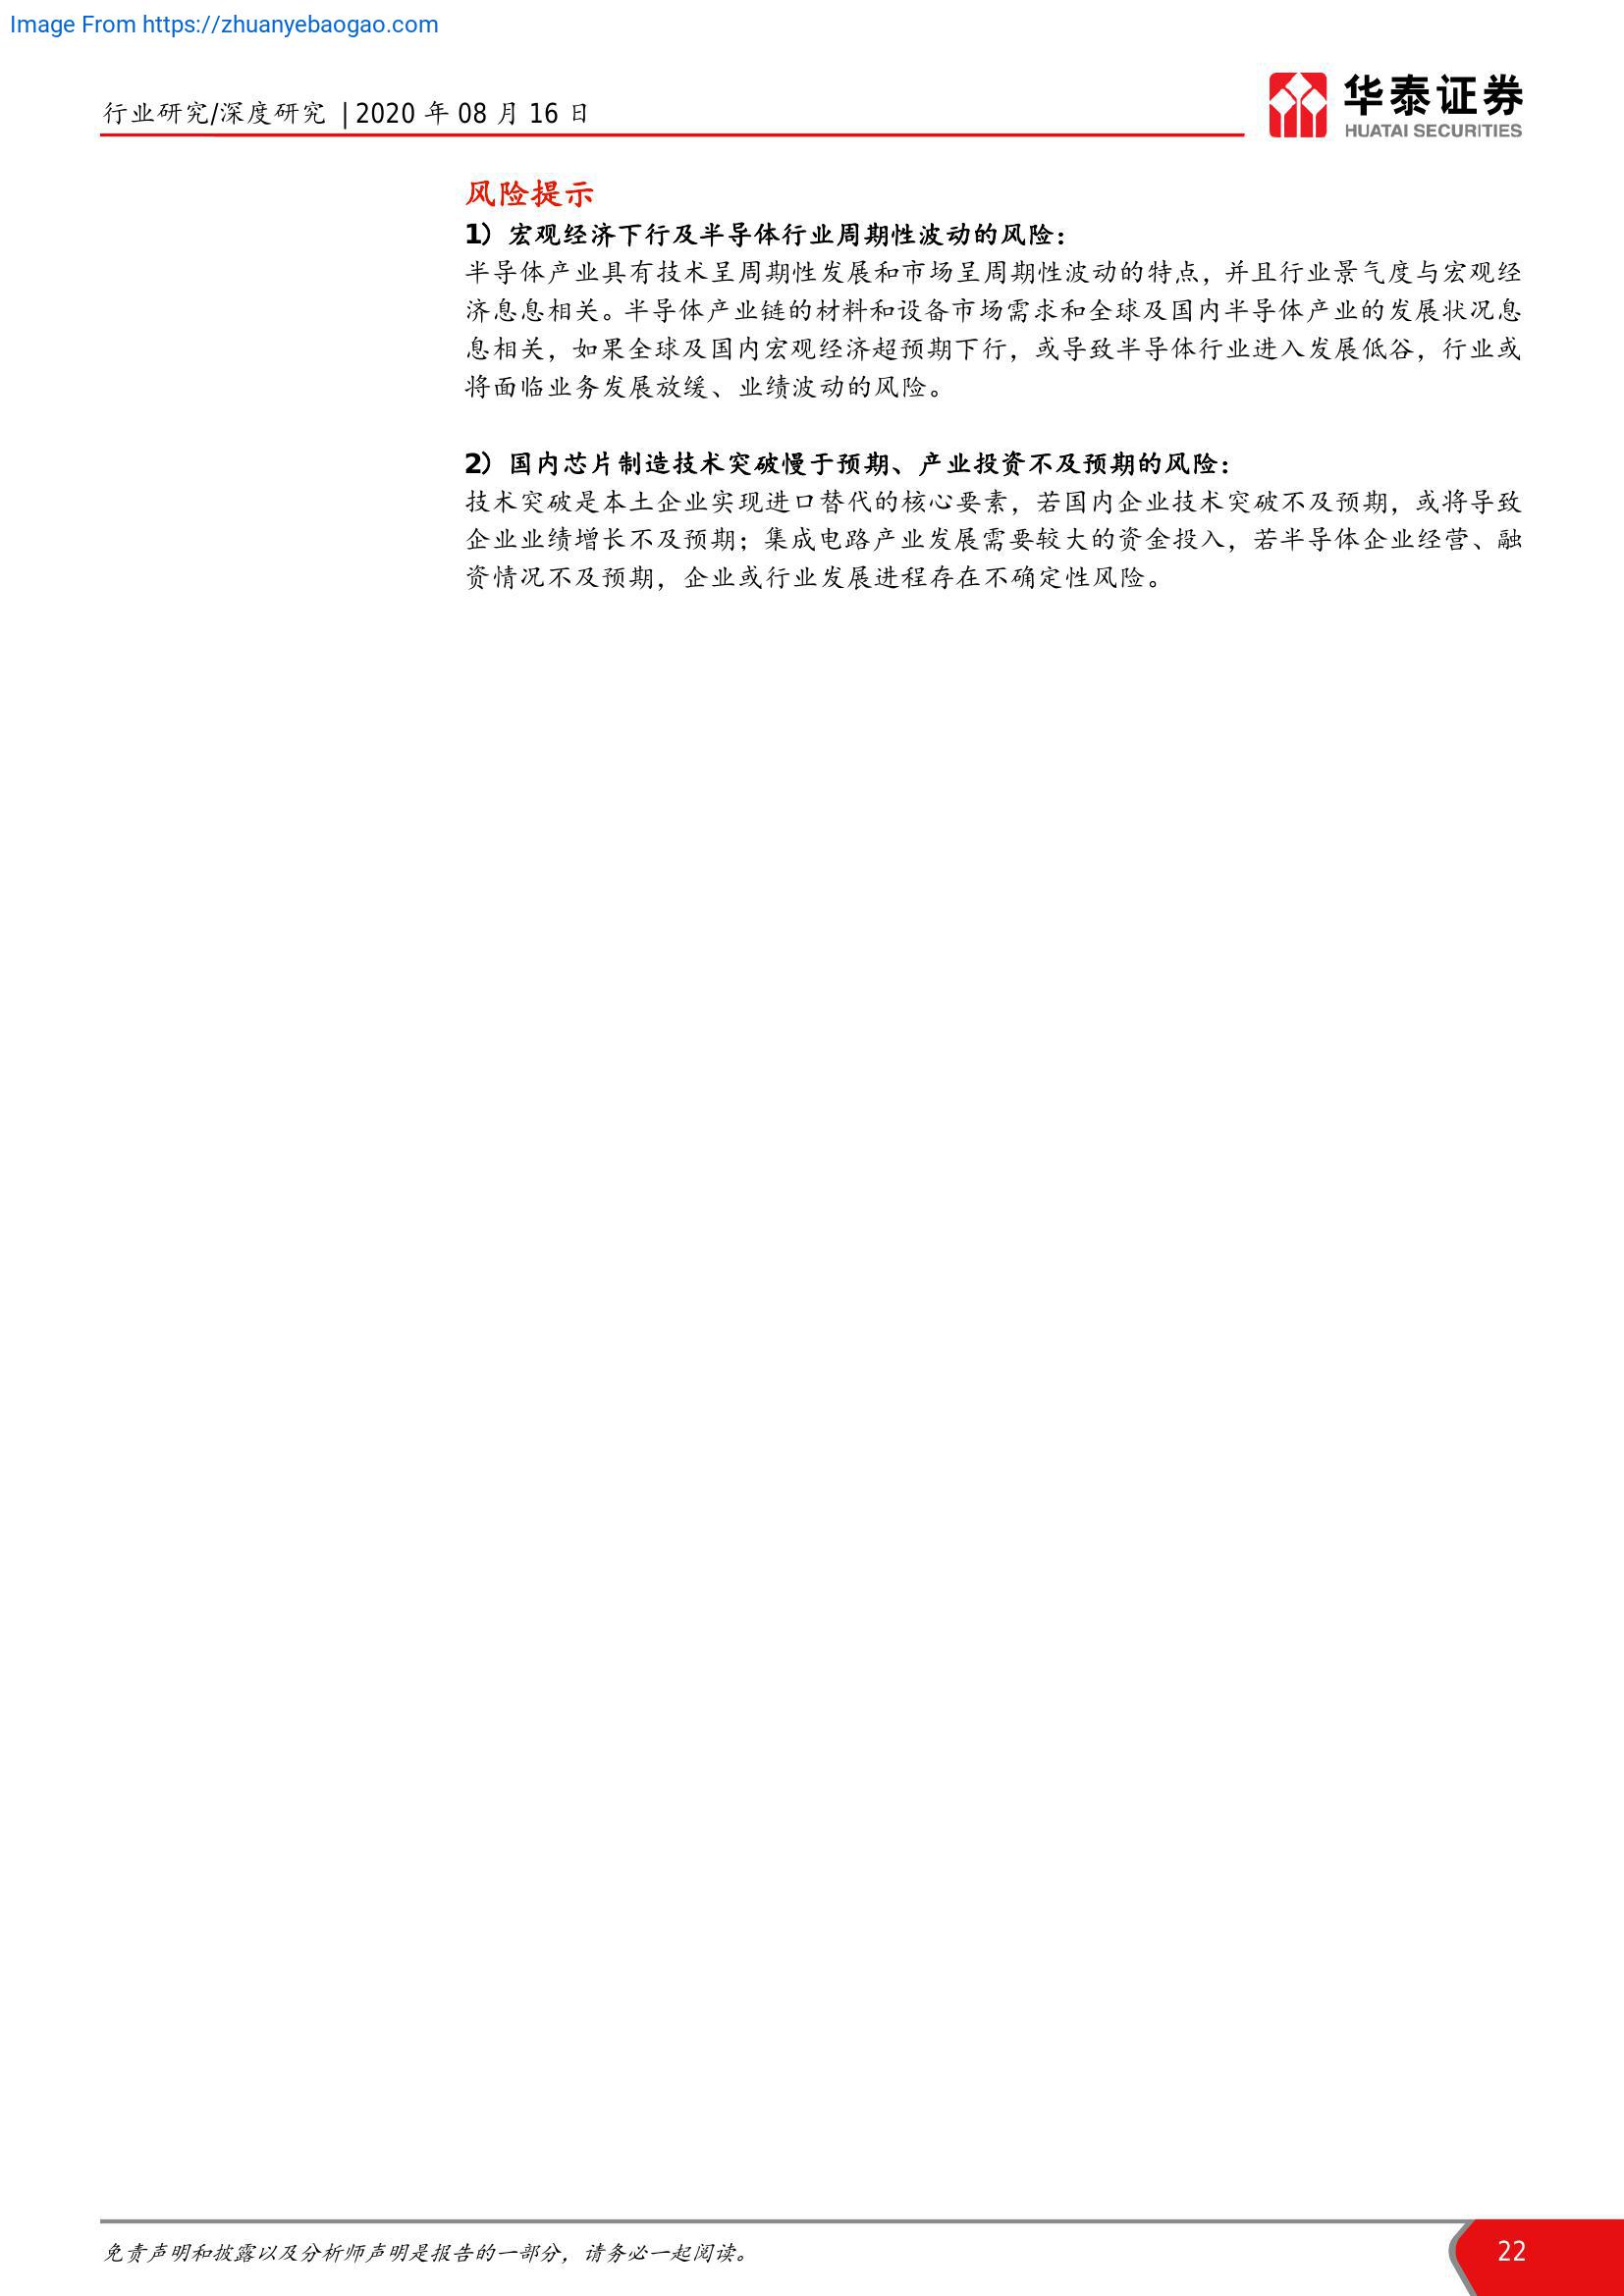 Image From https://zhuanyebaogao.com
行业研究/深度研究 | 2020 年 08 月 16 日
华泰证券
HUATAI SECURITIES
风险提示
1）宏观经济下行及半导体行业周期性波动的风险：
半导体产业具有技术呈周期性发展和市场呈周期性波动的特点，并且行业景气度与宏观经
济息息相关。半导体产业链的材料和设备市场需求和全球及国内半导体产业的发展状况息
息相关，如果全球及国内宏观经济超预期下行，或导致半导体行业进入发展低谷，行业或
将面临业务发展放缓、业绩波动的风险。
2）国内芯片制造技术突破慢于预期、产业投资不及预期的风险：
技术突破是本土企业实现进口替代的核心要素，若国内企业技术突破不及预期，或将导致
企业业绩增长不及预期；集成电路产业发展需要较大的资金投入，若半导体企业经营、融
资情况不及预期，企业或行业发展进程存在不确定性风险。
免责声明和披露以及分析师声明是报告的一部分，请务必一起阅读。
22